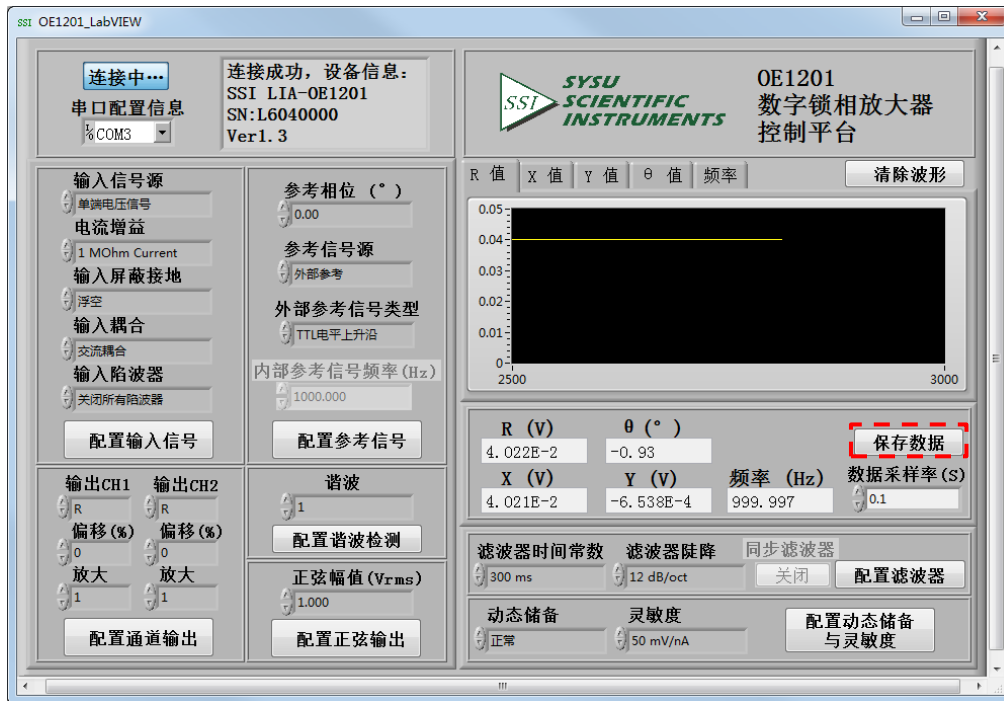 SSI OE1201_LabVIEW
连接中…
串口配置信息
COM3
连接成功，设备信息：
SSI LIA-OE1201
SN:L6040000
Ver1.3
SSI
SYSU
SCIENTIFIC
INSTRUMENTS
OE1201
数字锁相放大器
控制平台
输入信号源
单端电压信号
电流增益
1 MOhm Current
输入屏蔽接地
浮空
输入耦合
交流耦合
输入陷波器
关闭所有陷波器
配置输入信号
参考相位 (°)
0.00
参考信号源
外部参考
外部参考信号类型
TTL电平上升沿
内部参考信号频率(Hz)
1000.000
配置参考信号
R 值 X 值 Y 值 θ 值 频率
清除波形
0.05
0.04
0.03
0.02
0.01
0
2500 3000
R (V) θ (°)
4.022E-2 -0.93
保存数据
X (V) Y (V) 频率 (Hz) 数据采样率(S)
4.021E-2 -6.538E-4 999.997 0.1
输出CH1 输出CH2
R R
偏移(%) 偏移(%)
0 0
放大 放大
1 1
配置通道输出
谐波
1
配置谐波检测
正弦幅值(Vrms)
1.000
配置正弦输出
滤波器时间常数 滤波器陡降 同步滤波器
300 ms 12 dB/oct 关闭 配置滤波器
动态储备 灵敏度
正常 50 mV/nA
配置动态储备
与灵敏度